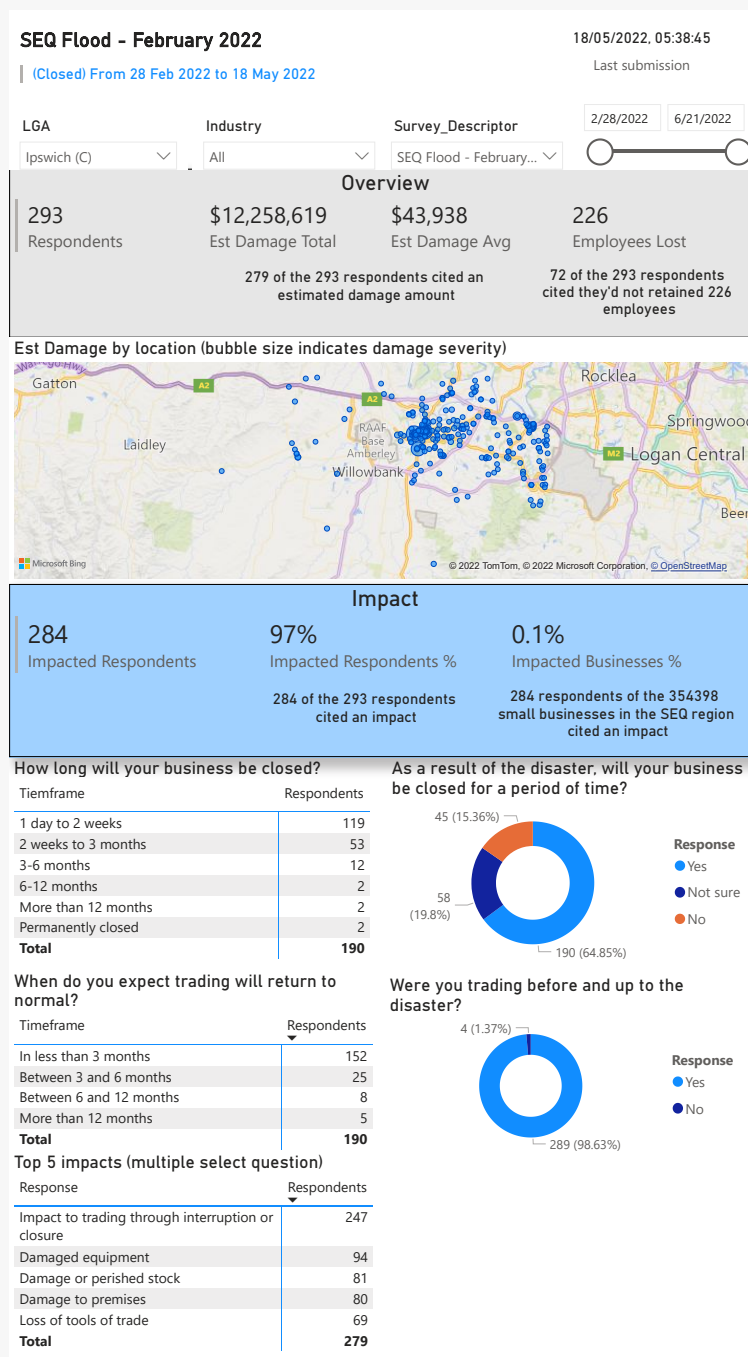 SEQ Flood - February 2022
18/05/2022, 05:38:45
Last submission
(Closed) From 28 Feb 2022 to 18 May 2022
LGA
Industry
Survey_Descriptor
2/28/2022
6/21/2022
Ipswich (C)
All
SEQ Flood - February...
Overview
293
Respondents
$12,258,619
Est Damage Total
$43,938
Est Damage Avg
226
Employees Lost
279 of the 293 respondents cited an
estimated damage amount
72 of the 293 respondents
cited they'd not retained 226
employees
Est Damage by location (bubble size indicates damage severity)
Gatton
A2
A2
Rocklea
Laidley
RAAF
Base
Amberley
Willowbank
Springwoo
M2
Logan Central
Beer
Microsoft Bing
© 2022 TomTom, © 2022 Microsoft Corporation, © OpenStreetMap
Impact
284
Impacted Respondents
97%
Impacted Respondents %
0.1%
Impacted Businesses %
284 of the 293 respondents
cited an impact
284 respondents of the 354398
small businesses in the SEQ region
cited an impact
How long will your business be closed?
Tiemframe Respondents
1 day to 2 weeks 119
2 weeks to 3 months 53
3-6 months 12
6-12 months 2
More than 12 months 2
Permanently closed 2
Total 190
As a result of the disaster, will your business
be closed for a period of time?
45 (15.36%)
58
(19.8%)
190 (64.85%)
Response
Yes
Not sure
No
When do you expect trading will return to
normal?
Timeframe Respondents
In less than 3 months 152
Between 3 and 6 months 25
Between 6 and 12 months 8
More than 12 months 5
Total 190
Were you trading before and up to the
disaster?
4 (1.37%)
289 (98.63%)
Response
Yes
No
Top 5 impacts (multiple select question)
Response Respondents
Impact to trading through interruption or 247
closure
Damaged equipment 94
Damage or perished stock 81
Damage to premises 80
Loss of tools of trade 69
Total 279